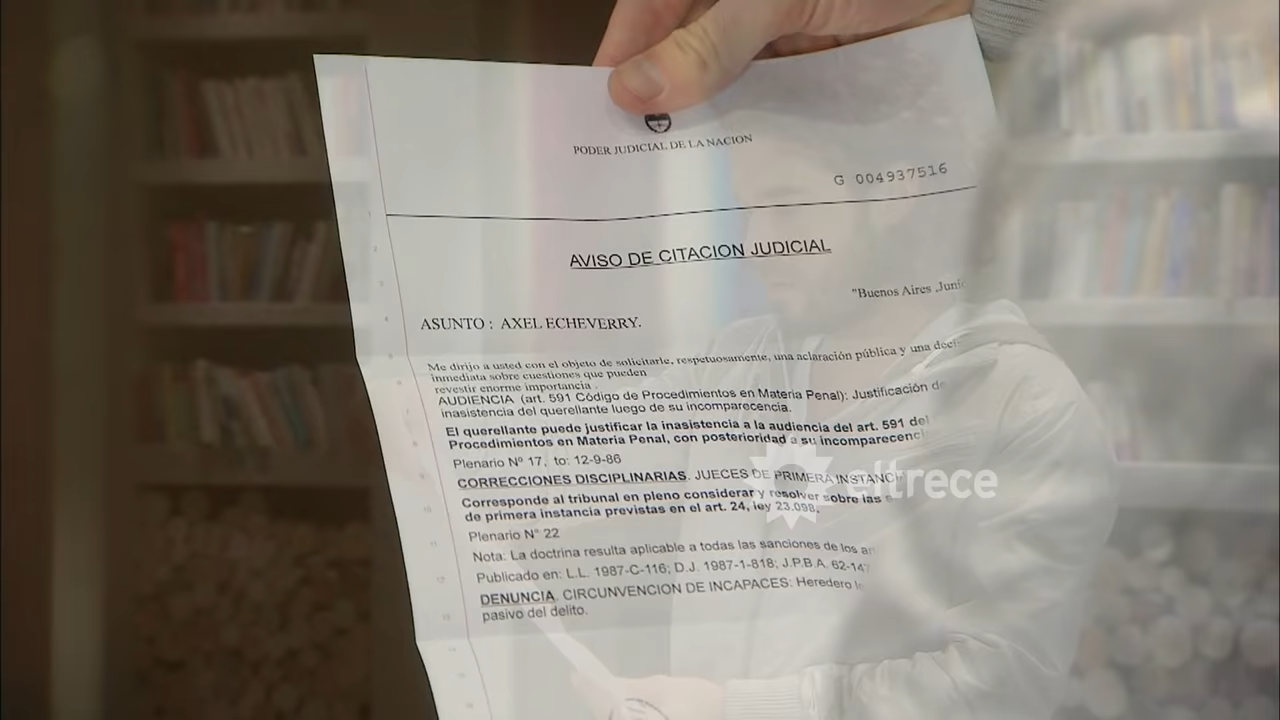 PODER JUDICIAL DE LA NACION
G 004937516
AVISO DE CITACION JUDICIAL
"Buenos Aires
ASUNTO : AXEL ECHEVERRY.
Me dirijo a usted con el objeto de solicitarle, respetuosamente, una aclaración pública y una
inmediata sobre cuestiones que pueden
revestir enorme importancia .
AUDIENCIA (art. 591 Código de Procedimientos en Materia Penal): Justificación de
inasistencia del querellante luego de su incomparecencia.
El querellante puede justificar la inasistencia a la audiencia del art. 591 del
Procedimientos en Materia Penal, con posterioridad a su
Plenario Nº 17, to: 12-9-86
CORRECCIONES DISCIPLINARIAS. JUECES DE PRIMERA
eltrece
Corresponde al tribunal en pleno considerar y resolver sobre las
de primera instancia previstas en el art. 24, ley 23.098.
Plenario N° 22
Nota: La doctrina resulta aplicable a todas las sanciones de los
Publicado en: L.L. 1987-C-116; D.J. 1987-1-818; J.P.B.A. 62-147
DENUNCIA. CIRCUNVENCION DE INCAPACES: Heredero
pasivo del delito.